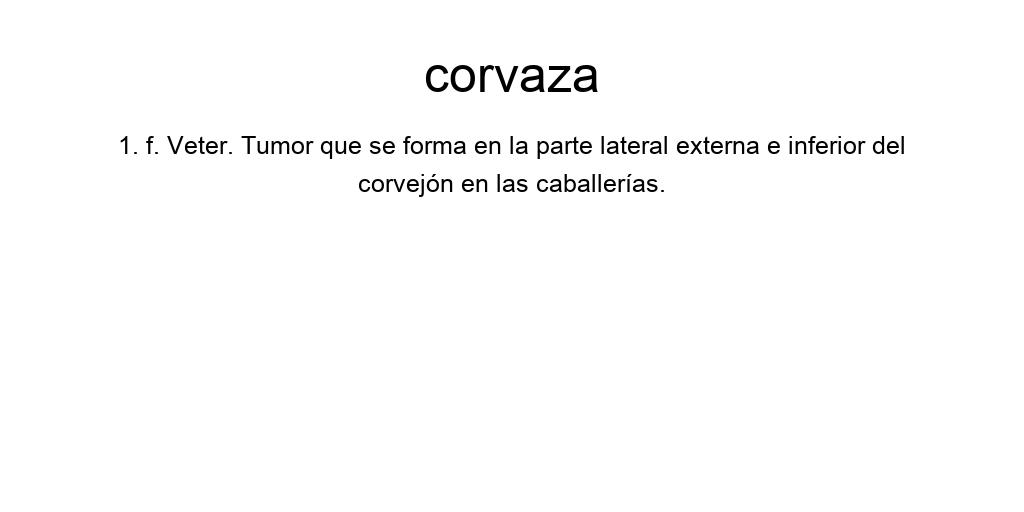 corvaza
1. f. Veter. Tumor que se forma en la parte lateral externa e inferior del
corvejón en las caballerías.